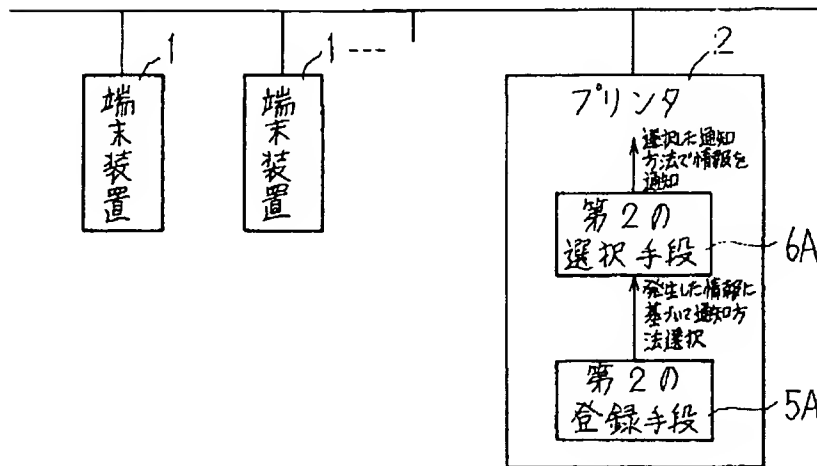 1
1
2
端末装置
端末装置
プリンタ
選択した通知
方法で情報を
通知
第2の
選択手段
6A
発生した情報に
基づいて通知方
法選択
第2の
登録手段
5A